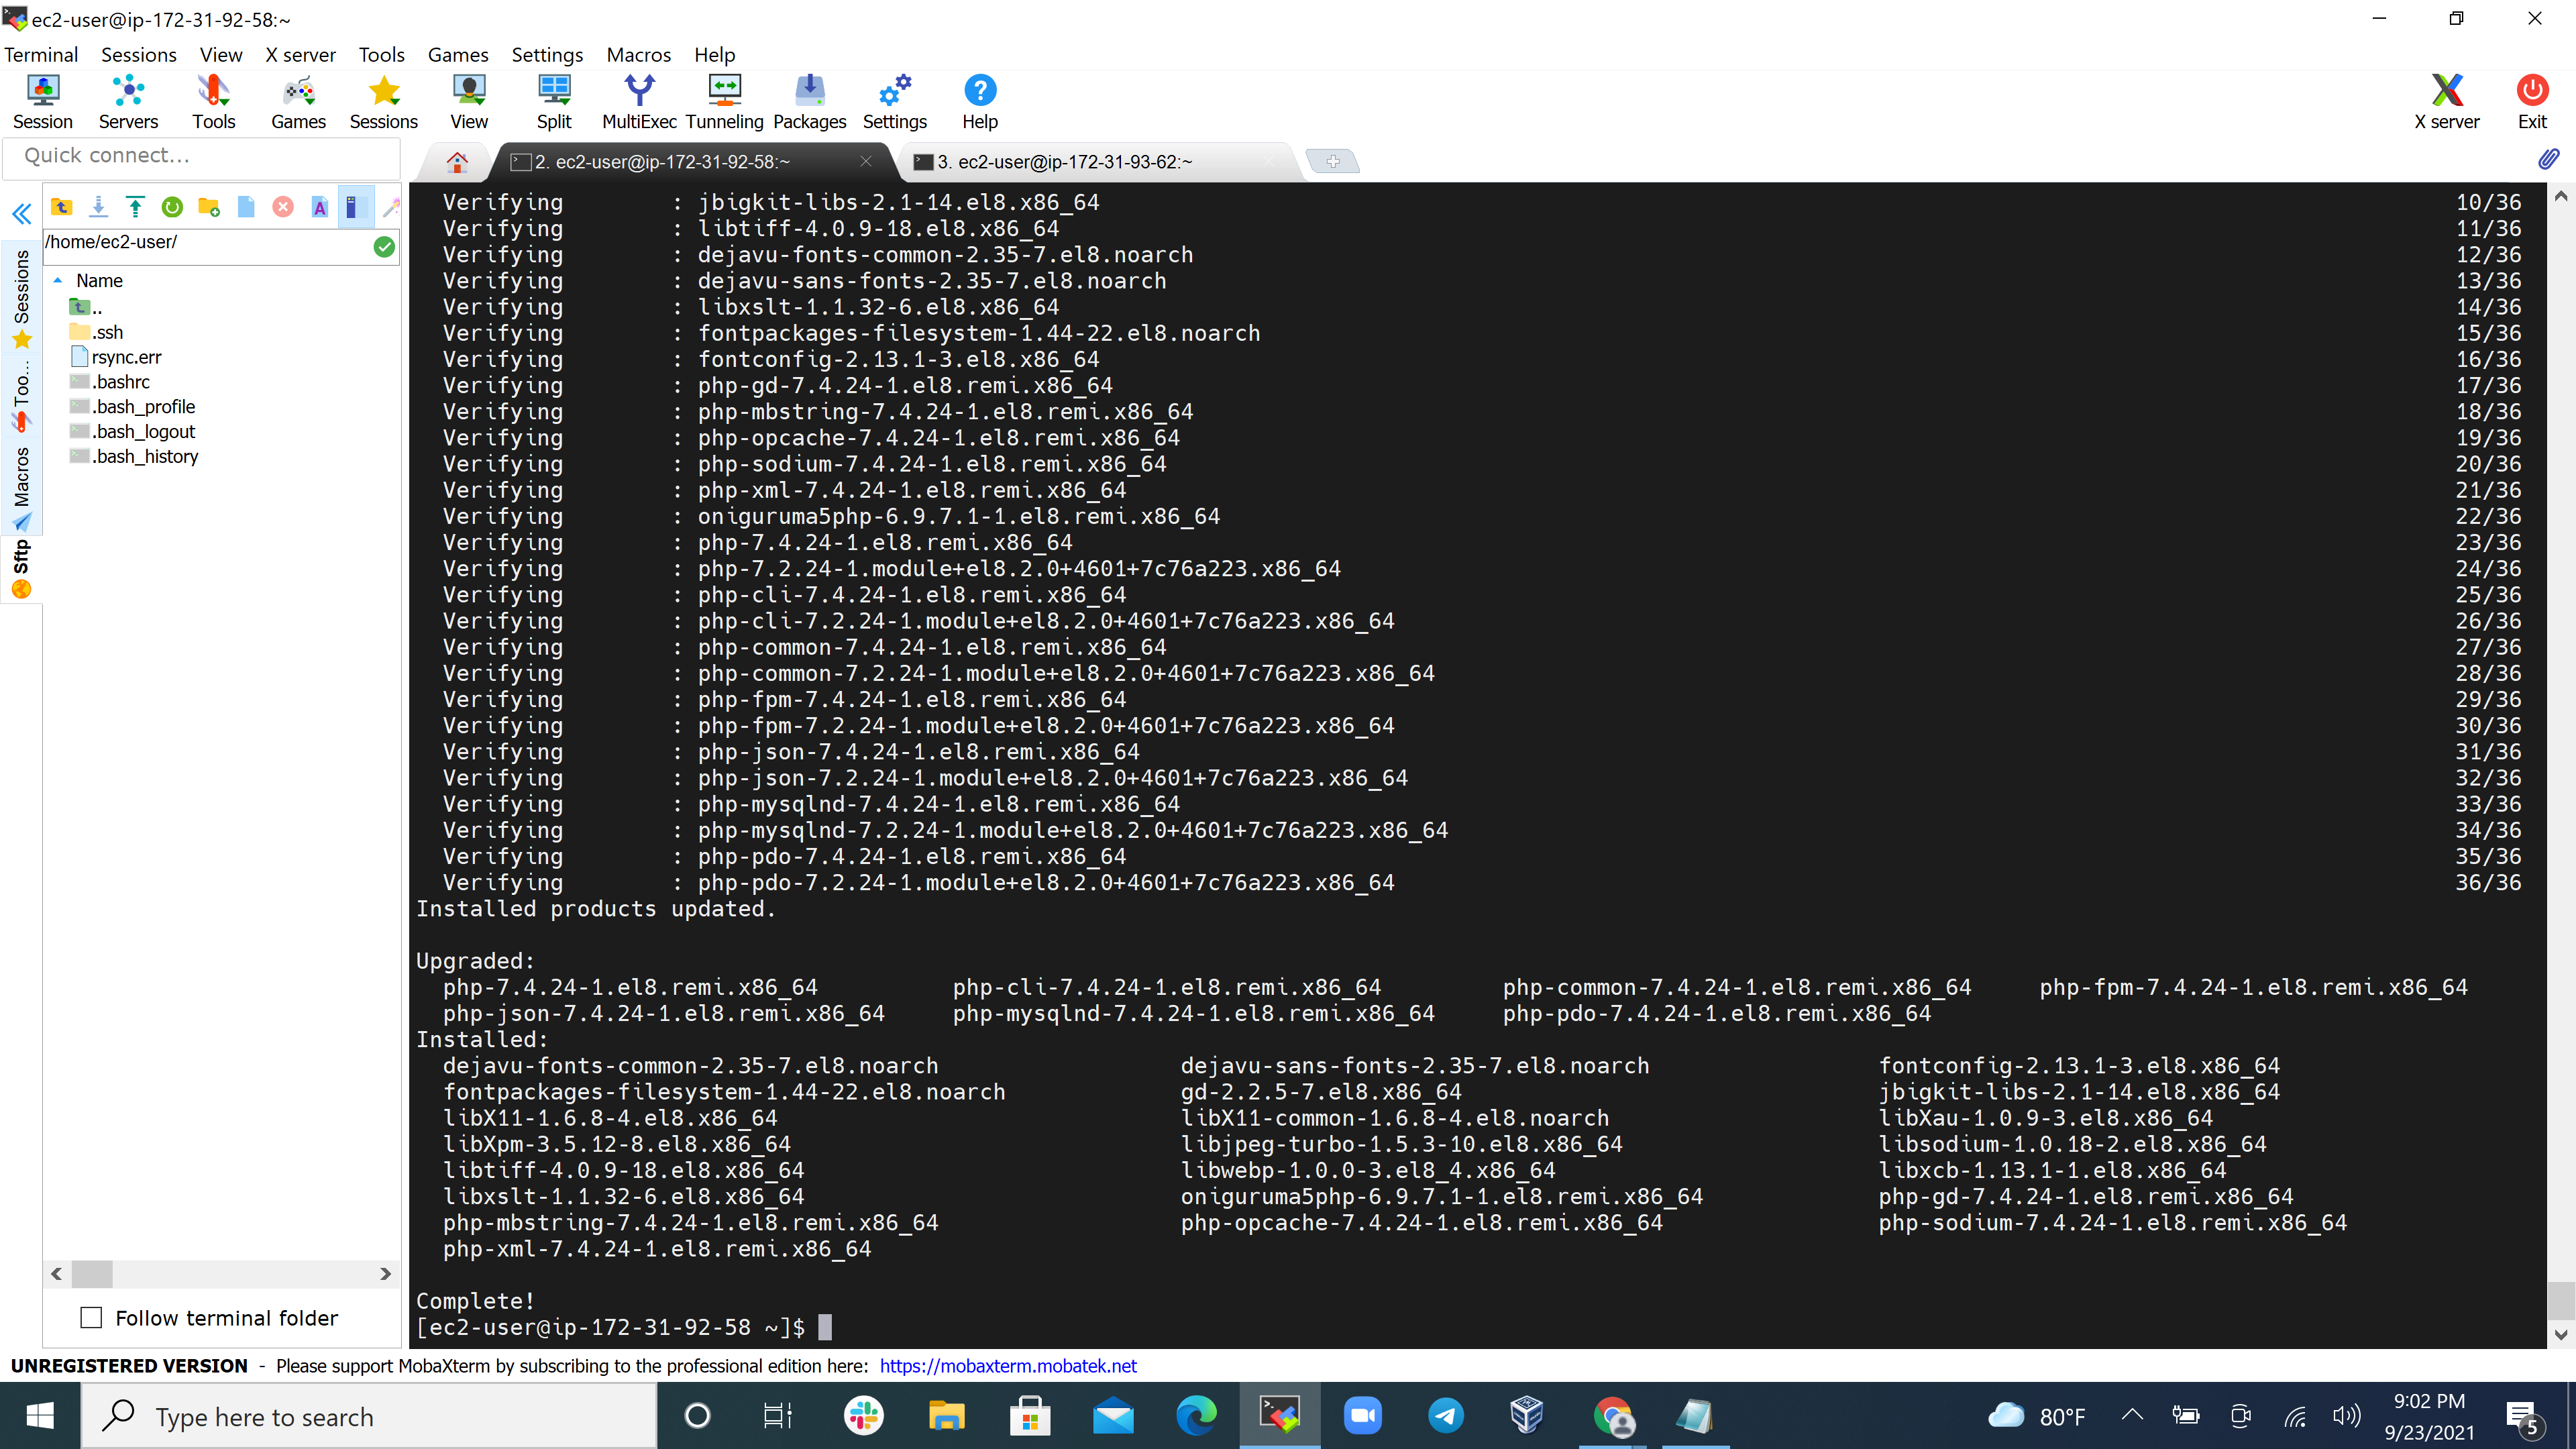 ec2-user@ip-172-31-92-58:~
Terminal Sessions View X server Tools Games Settings Macros Help
Session Servers Tools Games Sessions View Split MultiExec Tunneling Packages Settings Help X server Exit
Quick connect...
2. ec2-user@ip-172-31-92-58:~
3. ec2-user@ip-172-31-93-62:~
/home/ec2-user/
Name
..
.ssh
rsync.err
.bashrc
.bash_profile
.bash_logout
.bash_history
Sessions
Too...
Macros
Sftp
Follow terminal folder
Verifying : jbigkit-libs-2.1-14.el8.x86_64 10/36
Verifying : libtiff-4.0.9-18.el8.x86_64 11/36
Verifying : dejavu-fonts-common-2.35-7.el8.noarch 12/36
Verifying : dejavu-sans-fonts-2.35-7.el8.noarch 13/36
Verifying : libxslt-1.1.32-6.el8.x86_64 14/36
Verifying : fontpackages-filesystem-1.44-22.el8.noarch 15/36
Verifying : fontconfig-2.13.1-3.el8.x86_64 16/36
Verifying : php-gd-7.4.24-1.el8.remi.x86_64 17/36
Verifying : php-mbstring-7.4.24-1.el8.remi.x86_64 18/36
Verifying : php-opcache-7.4.24-1.el8.remi.x86_64 19/36
Verifying : php-sodium-7.4.24-1.el8.remi.x86_64 20/36
Verifying : php-xml-7.4.24-1.el8.remi.x86_64 21/36
Verifying : oniguruma5php-6.9.7.1-1.el8.remi.x86_64 22/36
Verifying : php-7.4.24-1.el8.remi.x86_64 23/36
Verifying : php-7.2.24-1.module+el8.2.0+4601+7c76a223.x86_64 24/36
Verifying : php-cli-7.4.24-1.el8.remi.x86_64 25/36
Verifying : php-cli-7.2.24-1.module+el8.2.0+4601+7c76a223.x86_64 26/36
Verifying : php-common-7.4.24-1.el8.remi.x86_64 27/36
Verifying : php-common-7.2.24-1.module+el8.2.0+4601+7c76a223.x86_64 28/36
Verifying : php-fpm-7.4.24-1.el8.remi.x86_64 29/36
Verifying : php-fpm-7.2.24-1.module+el8.2.0+4601+7c76a223.x86_64 30/36
Verifying : php-json-7.4.24-1.el8.remi.x86_64 31/36
Verifying : php-json-7.2.24-1.module+el8.2.0+4601+7c76a223.x86_64 32/36
Verifying : php-mysqlnd-7.4.24-1.el8.remi.x86_64 33/36
Verifying : php-mysqlnd-7.2.24-1.module+el8.2.0+4601+7c76a223.x86_64 34/36
Verifying : php-pdo-7.4.24-1.el8.remi.x86_64 35/36
Verifying : php-pdo-7.2.24-1.module+el8.2.0+4601+7c76a223.x86_64 36/36
Installed products updated.
Upgraded:
php-7.4.24-1.el8.remi.x86_64 php-cli-7.4.24-1.el8.remi.x86_64 php-common-7.4.24-1.el8.remi.x86_64 php-fpm-7.4.24-1.el8.remi.x86_64
php-json-7.4.24-1.el8.remi.x86_64 php-mysqlnd-7.4.24-1.el8.remi.x86_64 php-pdo-7.4.24-1.el8.remi.x86_64
Installed:
dejavu-fonts-common-2.35-7.el8.noarch dejavu-sans-fonts-2.35-7.el8.noarch fontconfig-2.13.1-3.el8.x86_64
fontpackages-filesystem-1.44-22.el8.noarch gd-2.2.5-7.el8.x86_64 jbigkit-libs-2.1-14.el8.x86_64
libX11-1.6.8-4.el8.x86_64 libX11-common-1.6.8-4.el8.noarch libXau-1.0.9-3.el8.x86_64
libXpm-3.5.12-8.el8.x86_64 libjpeg-turbo-1.5.3-10.el8.x86_64 libsodium-1.0.18-2.el8.x86_64
libtiff-4.0.9-18.el8.x86_64 libwebp-1.0.0-3.el8_4.x86_64 libxcb-1.13.1-1.el8.x86_64
libxslt-1.1.32-6.el8.x86_64 oniguruma5php-6.9.7.1-1.el8.remi.x86_64 php-gd-7.4.24-1.el8.remi.x86_64
php-mbstring-7.4.24-1.el8.remi.x86_64 php-opcache-7.4.24-1.el8.remi.x86_64 php-sodium-7.4.24-1.el8.remi.x86_64
php-xml-7.4.24-1.el8.remi.x86_64
Complete!
[ec2-user@ip-172-31-92-58 ~]$
UNREGISTERED VERSION - Please support MobaXterm by subscribing to the professional edition here: https://mobaxterm.mobatek.net
Type here to search
80°F
9:02 PM
9/23/2021
5